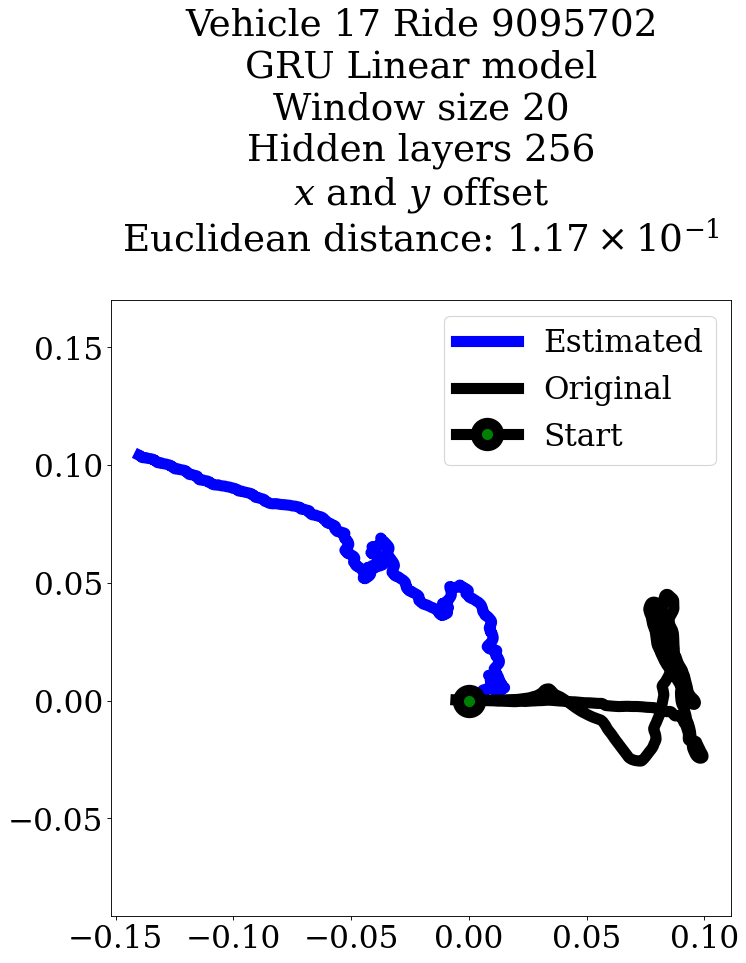 Vehicle 17 Ride 9095702
GRU Linear model
Window size 20
Hidden layers 256
x and y offset
Euclidean distance: 1.17 × 10⁻¹
Estimated
Original
Start
0.15
0.10
0.05
0.00
−0.05
−0.15 −0.10 −0.05 0.00 0.05 0.10